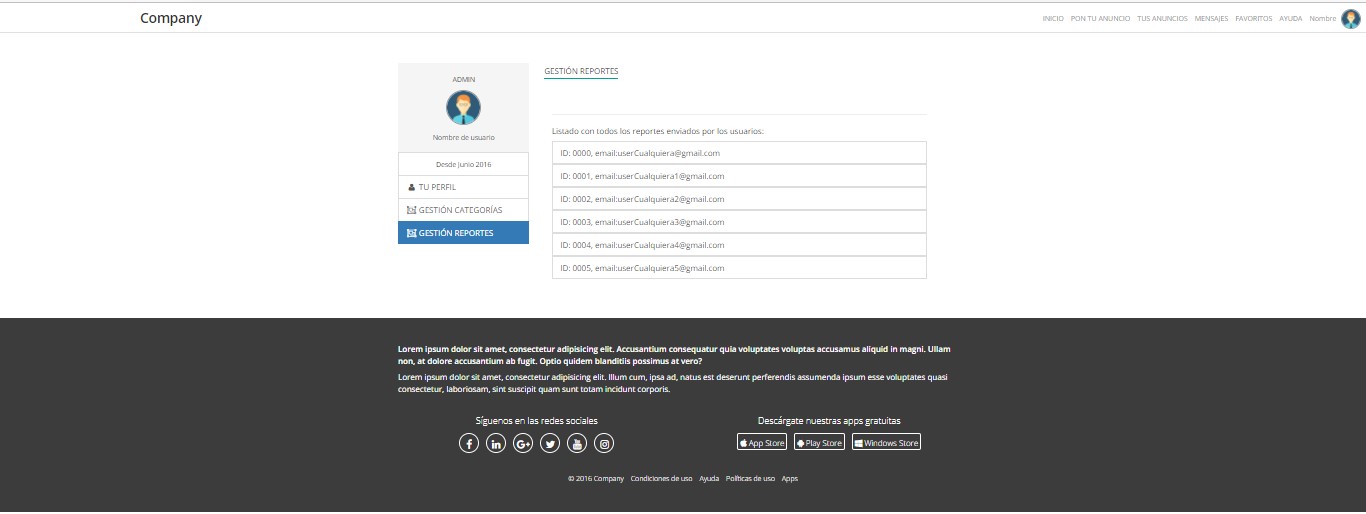 Company
INICIO PON TU ANUNCIO TUS ANUNCIOS MENSAJES FAVORITOS AYUDA Nombre
ADMIN
Nombre de usuario
Desde junio 2016
TU PERFIL
GESTIÓN CATEGORÍAS
GESTIÓN REPORTES
GESTIÓN REPORTES
Listado con todos los reportes enviados por los usuarios:
ID: 0000, email:userCualquiera@gmail.com
ID: 0001, email:userCualquiera1@gmail.com
ID: 0002, email:userCualquiera2@gmail.com
ID: 0003, email:userCualquiera3@gmail.com
ID: 0004, email:userCualquiera4@gmail.com
ID: 0005, email:userCualquiera5@gmail.com
Lorem ipsum dolor sit amet, consectetur adipisicing elit. Accusantium consequatur quia voluptates voluptas accusamus aliquid in magni. Ullam
non, at dolore accusantium ab fugit. Optio quidem blanditiis possimus at vero?
Lorem ipsum dolor sit amet, consectetur adipisicing elit. Illum cum, ipsa ad, natus est deserunt perferendis assumenda ipsum esse voluptates quasi
consectetur, laboriosam, sint suscipit quam sunt totam incidunt corporis.
Síguenos en las redes sociales
Descárgate nuestras apps gratuitas
App Store Play Store Windows Store
© 2016 Company Condiciones de uso Ayuda Políticas de uso Apps